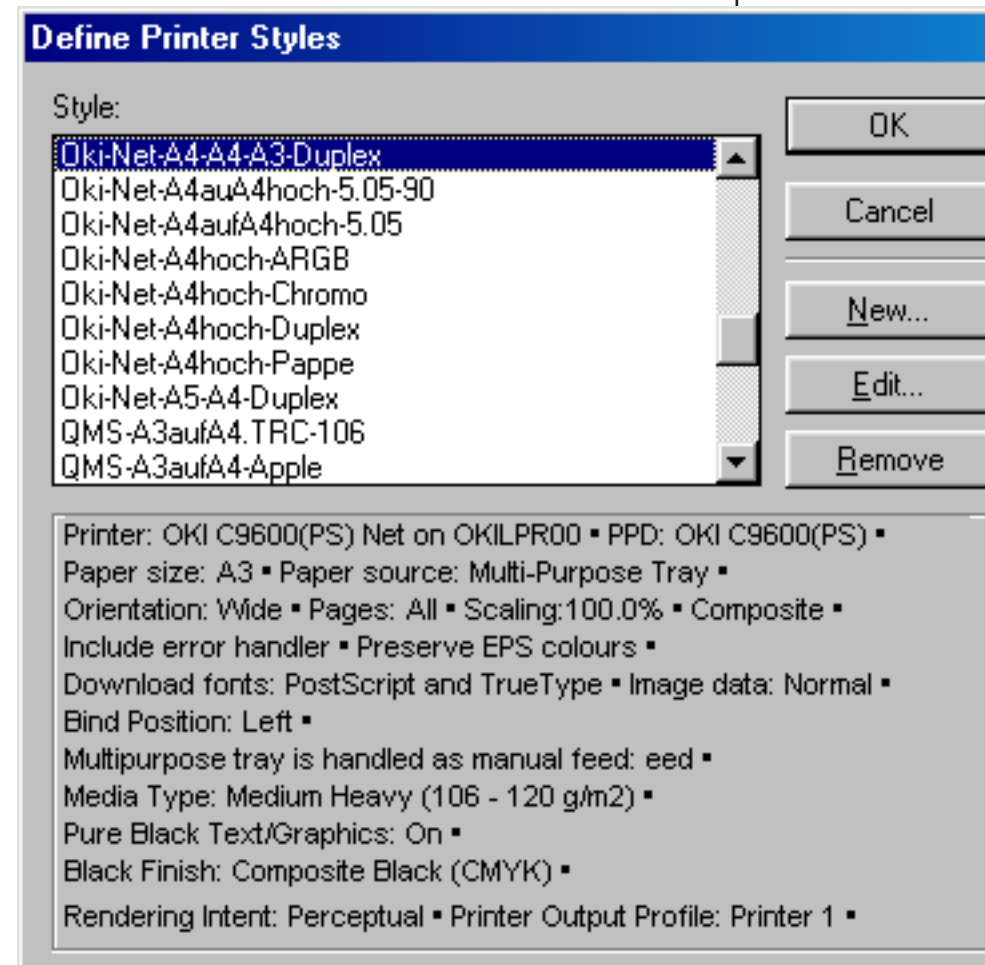 Define Printer Styles
Style:
Oki-Net-A4-A4-A3-Duplex
Oki-Net-A4auA4hoch-5.05-90
Oki-Net-A4aufA4hoch-5.05
Oki-Net-A4hoch-ARGB
Oki-Net-A4hoch-Chromo
Oki-Net-A4hoch-Duplex
Oki-Net-A4hoch-Pappe
Oki-Net-A5-A4-Duplex
QMS-A3aufA4.TRC-106
QMS-A3aufA4-Apple
OK
Cancel
New...
Edit...
Remove
Printer: OKI C9600(PS) Net on OKILPR00 ▪ PPD: OKI C9600(PS) ▪
Paper size: A3 ▪ Paper source: Multi-Purpose Tray ▪
Orientation: Wide ▪ Pages: All ▪ Scaling:100.0% ▪ Composite ▪
Include error handler ▪ Preserve EPS colours ▪
Download fonts: PostScript and TrueType ▪ Image data: Normal ▪
Bind Position: Left ▪
Multipurpose tray is handled as manual feed: eed ▪
Media Type: Medium Heavy (106 - 120 g/m2) ▪
Pure Black Text/Graphics: On ▪
Black Finish: Composite Black (CMYK) ▪
Rendering Intent: Perceptual ▪ Printer Output Profile: Printer 1 ▪